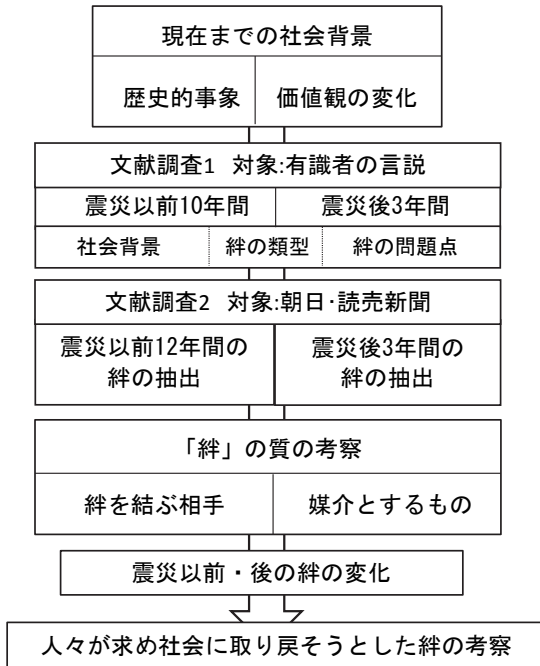 現在までの社会背景
歴史的事象 価値観の変化
文献調査1 対象:有識者の言説
震災以前10年間 震災後3年間
社会背景 絆の類型 絆の問題点
文献調査2 対象:朝日･読売新聞
震災以前12年間の 震災後3年間の
絆の抽出 絆の抽出
「絆」の質の考察
絆を結ぶ相手 媒介とするもの
震災以前・後の絆の変化
人々が求め社会に取り戻そうとした絆の考察